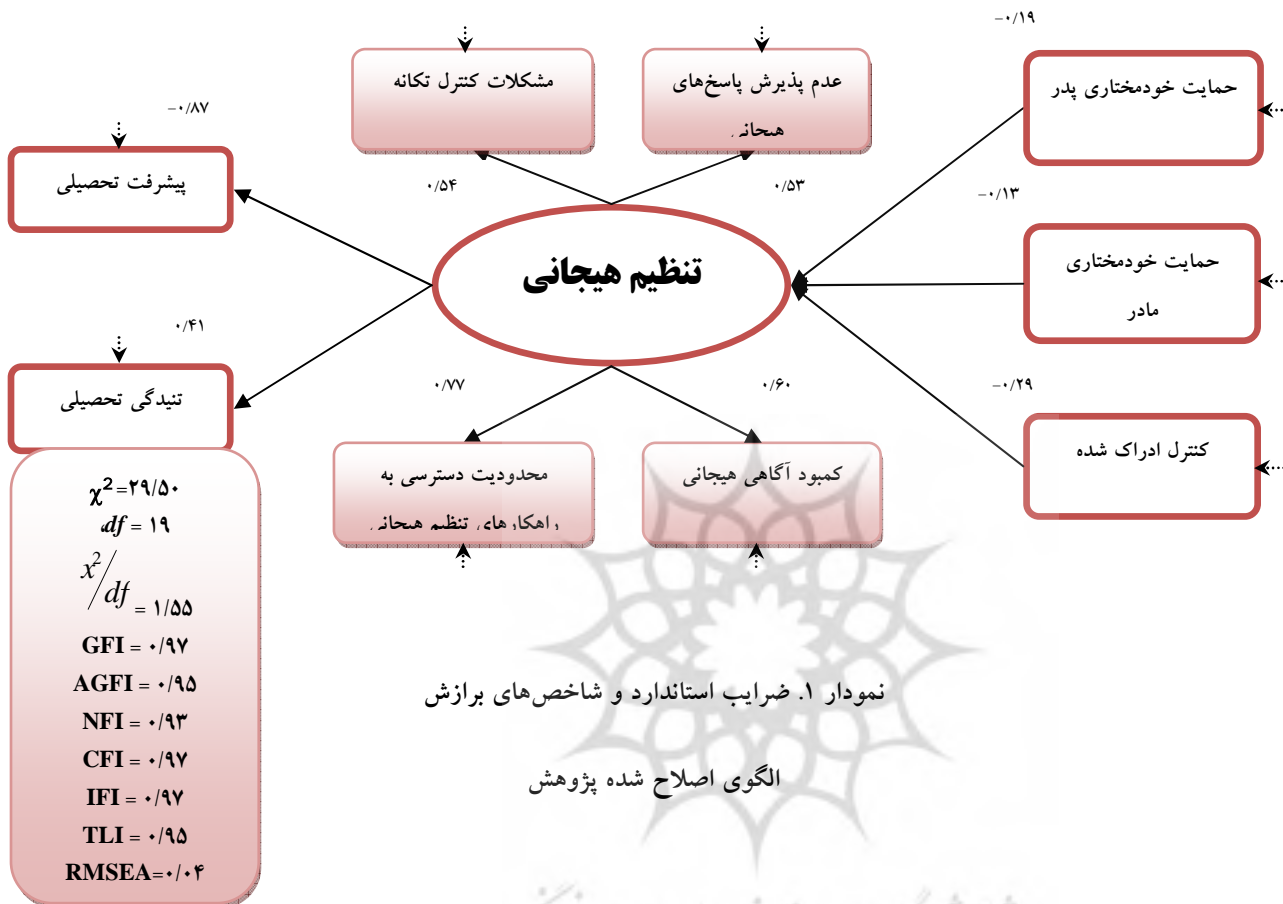 -۰/۱۹
حمایت خودمختاری پدر
-۰/۱۳
حمایت خودمختاری
مادر
-۰/۲۹
کنترل ادراک شده
عدم پذیرش پاسخ‌های
هیجانی
۰/۵۳
مشکلات کنترل تکانه
۰/۵۴
تنظیم هیجانی
۰/۶۰
کمبود آگاهی هیجانی
۰/۷۷
محدودیت دسترسی به
راهکارهای تنظیم هیجانی
-۰/۸۷
پیشرفت تحصیلی
۰/۴۱
تنیدگی تحصیلی
χ²=۲۹/۵۰
df = ۱۹
x²/df = ۱/۵۵
GFI = ۰/۹۷
AGFI = ۰/۹۵
NFI = ۰/۹۳
CFI = ۰/۹۷
IFI = ۰/۹۷
TLI = ۰/۹۵
RMSEA=۰/۰۴
نمودار ۱. ضرایب استاندارد و شاخص‌های برازش
الگوی اصلاح شده پژوهش